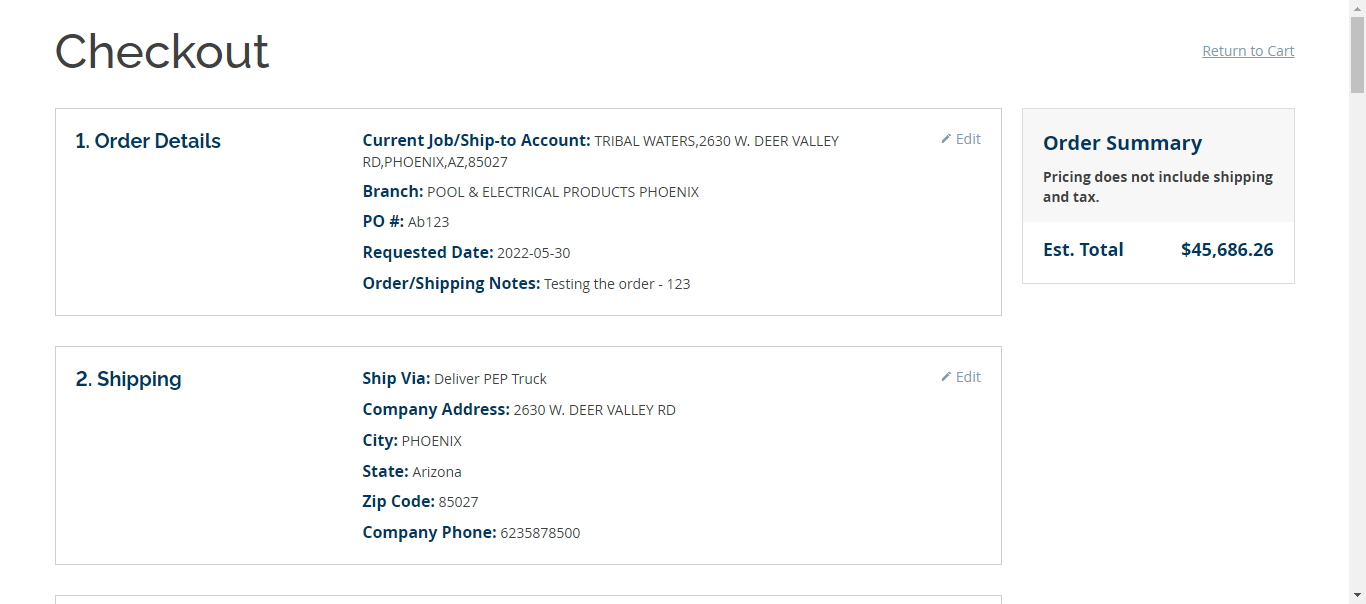 Checkout
Return to Cart
1. Order Details
Current Job/Ship-to Account: TRIBAL WATERS,2630 W. DEER VALLEY
RD,PHOENIX,AZ,85027
Edit
Branch: POOL & ELECTRICAL PRODUCTS PHOENIX
PO #: Ab123
Requested Date: 2022-05-30
Order/Shipping Notes: Testing the order - 123
Order Summary
Pricing does not include shipping
and tax.
Est. Total $45,686.26
2. Shipping
Ship Via: Deliver PEP Truck
Edit
Company Address: 2630 W. DEER VALLEY RD
City: PHOENIX
State: Arizona
Zip Code: 85027
Company Phone: 6235878500